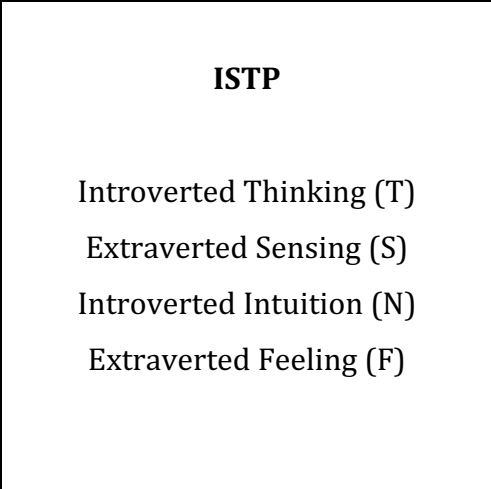 ISTP
Introverted Thinking (T)
Extraverted Sensing (S)
Introverted Intuition (N)
Extraverted Feeling (F)